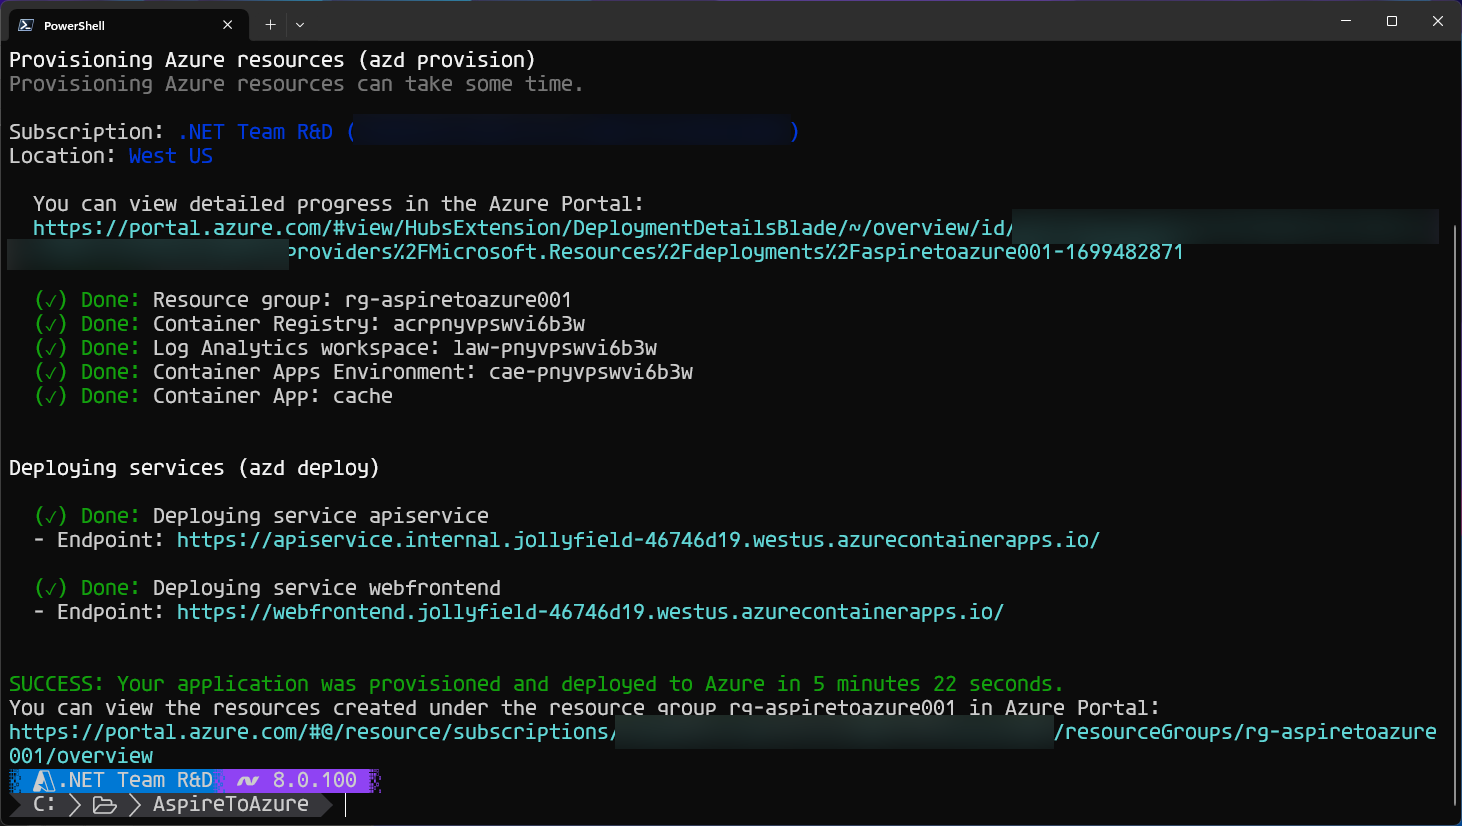 PowerShell
Provisioning Azure resources (azd provision)
Provisioning Azure resources can take some time.
Subscription: .NET Team R&D ( )
Location: West US
You can view detailed progress in the Azure Portal:
https://portal.azure.com/#view/HubsExtension/DeploymentDetailsBlade/~/overview/id/
providers%2FMicrosoft.Resources%2Fdeployments%2Faspiretoazure001-1699482871
(✓) Done: Resource group: rg-aspiretoazure001
(✓) Done: Container Registry: acrpnyvpswvi6b3w
(✓) Done: Log Analytics workspace: law-pnyvpswvi6b3w
(✓) Done: Container Apps Environment: cae-pnyvpswvi6b3w
(✓) Done: Container App: cache
Deploying services (azd deploy)
(✓) Done: Deploying service apiservice
- Endpoint: https://apiservice.internal.jollyfield-46746d19.westus.azurecontainerapps.io/
(✓) Done: Deploying service webfrontend
- Endpoint: https://webfrontend.jollyfield-46746d19.westus.azurecontainerapps.io/
SUCCESS: Your application was provisioned and deployed to Azure in 5 minutes 22 seconds.
You can view the resources created under the resource group rg-aspiretoazure001 in Azure Portal:
https://portal.azure.com/#@/resource/subscriptions/ /resourceGroups/rg-aspiretoazure
001/overview
.NET Team R&D 8.0.100
C: AspireToAzure